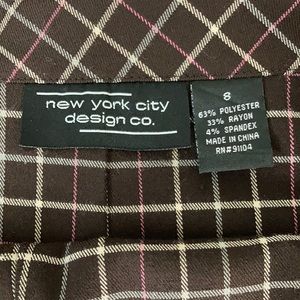 new york city
design co.
8
63% POLYESTER
33% RAYON
4% SPANDEX
MADE IN CHINA
RN#91104